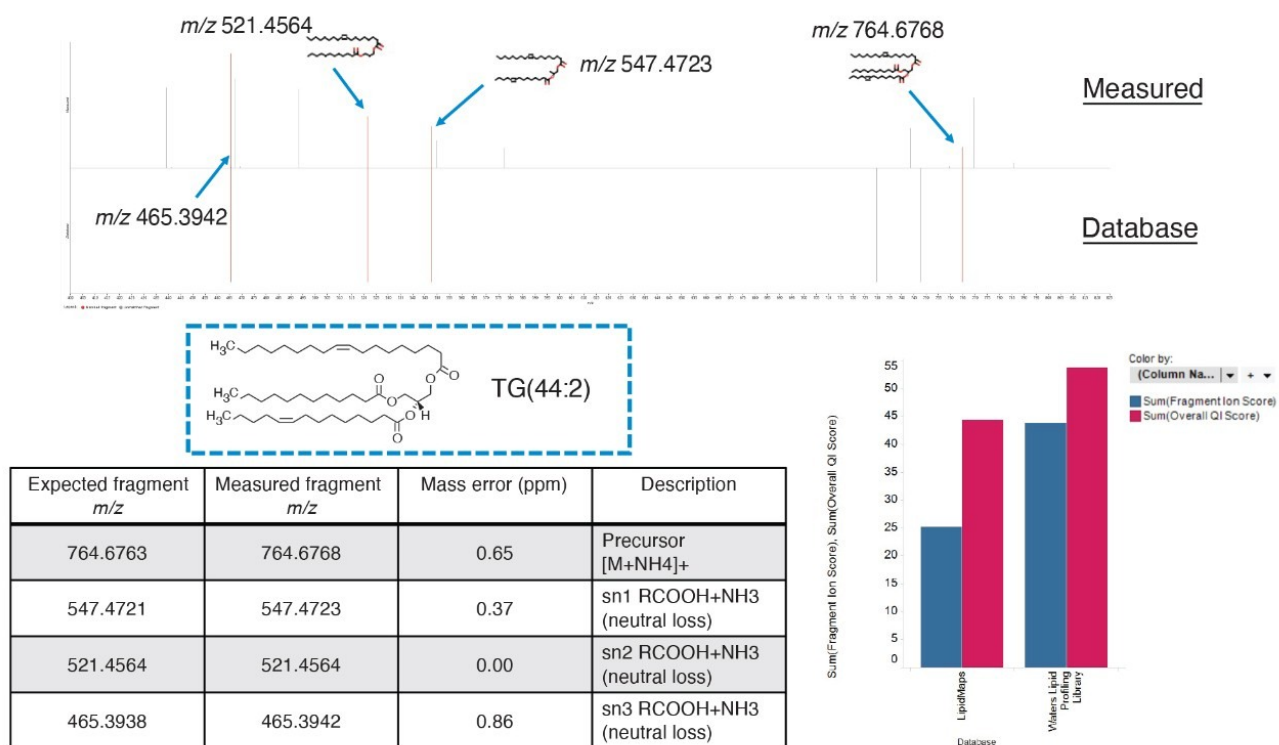 m/z 521.4564
m/z 764.6768
m/z 547.4723
Measured
m/z 465.3942
Database
H₃C
O
O
TG(44:2)
H₃C
O
O
H₃C
O
H
O
Expected fragment m/z
Measured fragment m/z
Mass error (ppm)
Description
764.6763
764.6768
0.65
Precursor
[M+NH4]+
547.4721
547.4723
0.37
sn1 RCOOH+NH3
(neutral loss)
521.4564
521.4564
0.00
sn2 RCOOH+NH3
(neutral loss)
465.3938
465.3942
0.86
sn3 RCOOH+NH3
(neutral loss)
Color by:
(Column Na...
+
Sum(Fragment Ion Score)
Sum(Overall QI Score)
Sum(Fragment Ion Score), Sum(Overall QI Score)
55
50
45
40
35
30
25
20
15
10
5
0
LipidMaps
Waters Lipid
Profiling
Library
Database